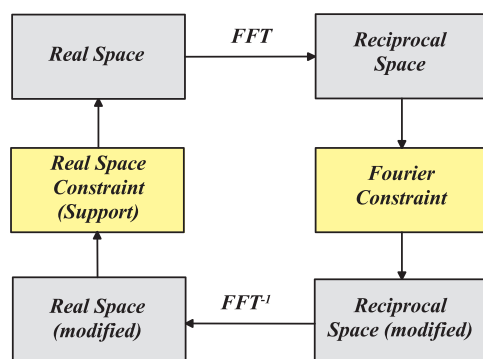 Real Space
FFT
Reciprocal
Space
Real Space
Constraint
(Support)
Fourier
Constraint
Real Space
(modified)
FFT⁻¹
Reciprocal
Space (modified)